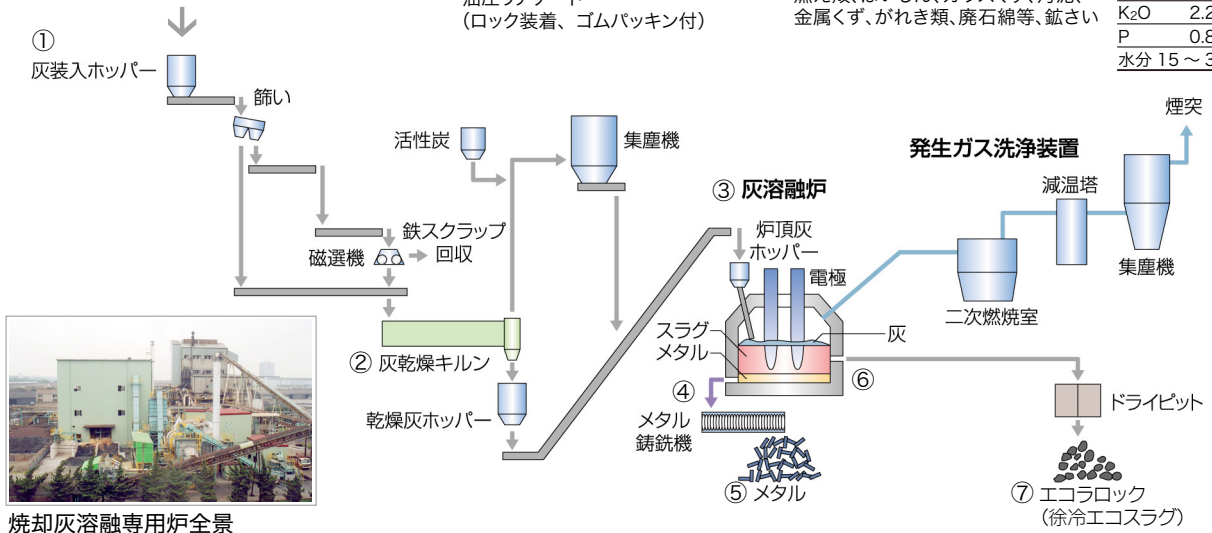 (ロック装着、ゴムパッキン付)
金属くず、がれき類、廃石綿等、鉱さい
K₂O 2.2
P 0.8
水分 15～3
①
灰装入ホッパー
篩い
活性炭
集塵機
磁選機
鉄スクラップ
回収
② 灰乾燥キルン
乾燥灰ホッパー
③ 灰溶融炉
炉頂灰
ホッパー
電極
スラグ
メタル
灰
④
メタル
鋳銑機
⑤ メタル
⑥
発生ガス洗浄装置
煙突
減温塔
集塵機
二次燃焼室
ドライピット
⑦ エコラロック
(徐冷エコスラグ)
焼却灰溶融専用炉全景